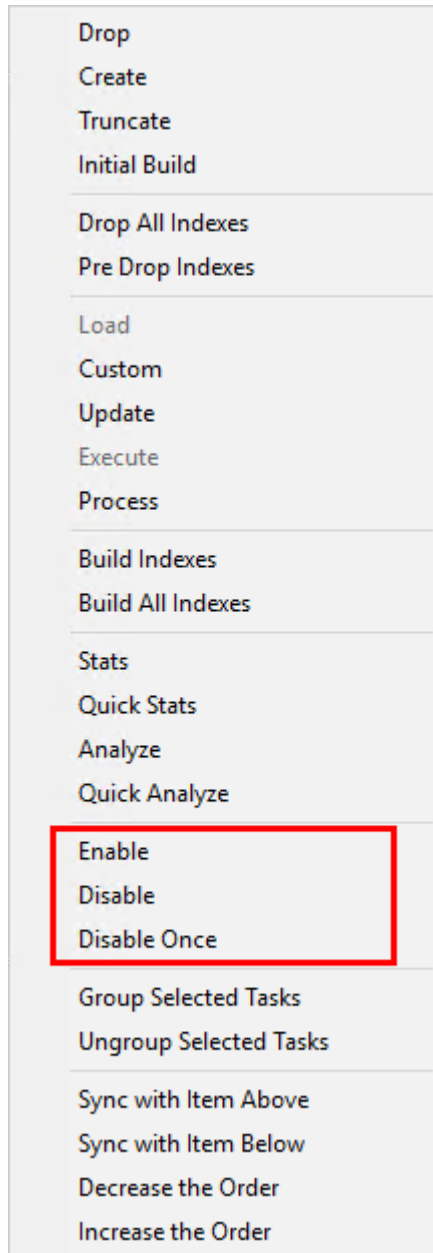 Drop
Create
Truncate
Initial Build
Drop All Indexes
Pre Drop Indexes
Load
Custom
Update
Execute
Process
Build Indexes
Build All Indexes
Stats
Quick Stats
Analyze
Quick Analyze
Enable
Disable
Disable Once
Group Selected Tasks
Ungroup Selected Tasks
Sync with Item Above
Sync with Item Below
Decrease the Order
Increase the Order